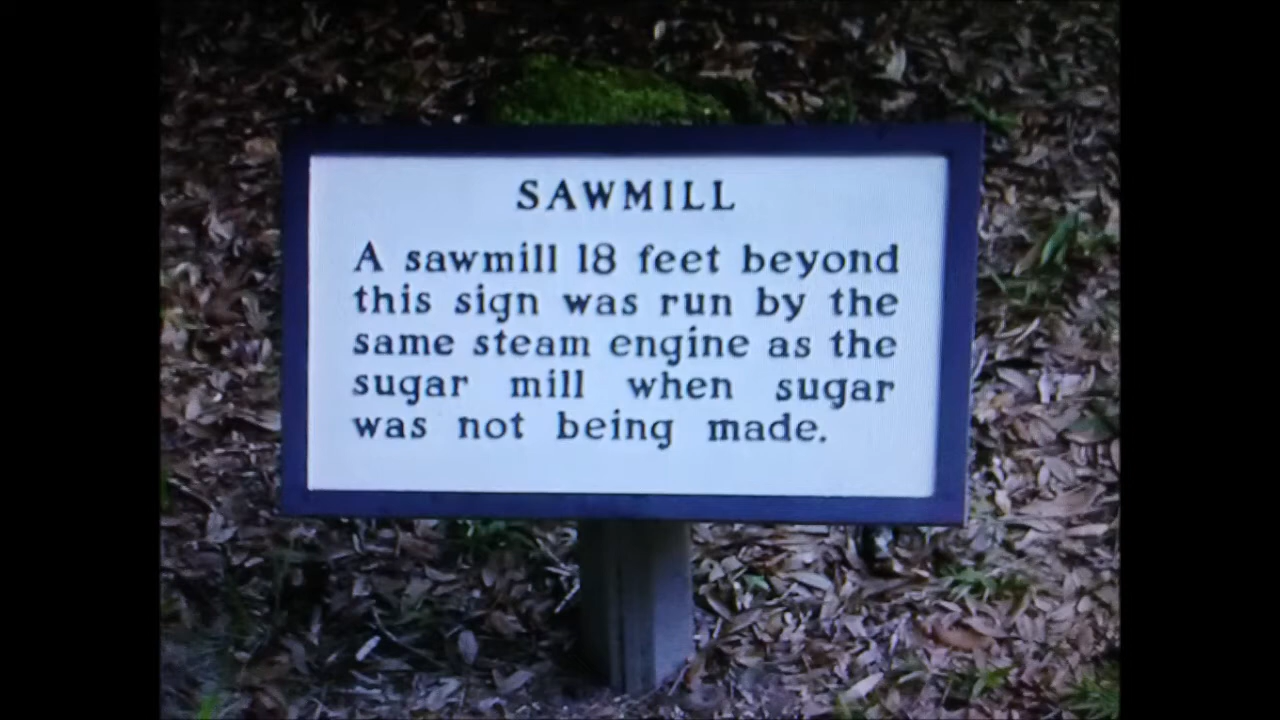 SAWMILL
A sawmill 18 feet beyond
this sign was run by the
same steam engine as the
sugar mill when sugar
was not being made.